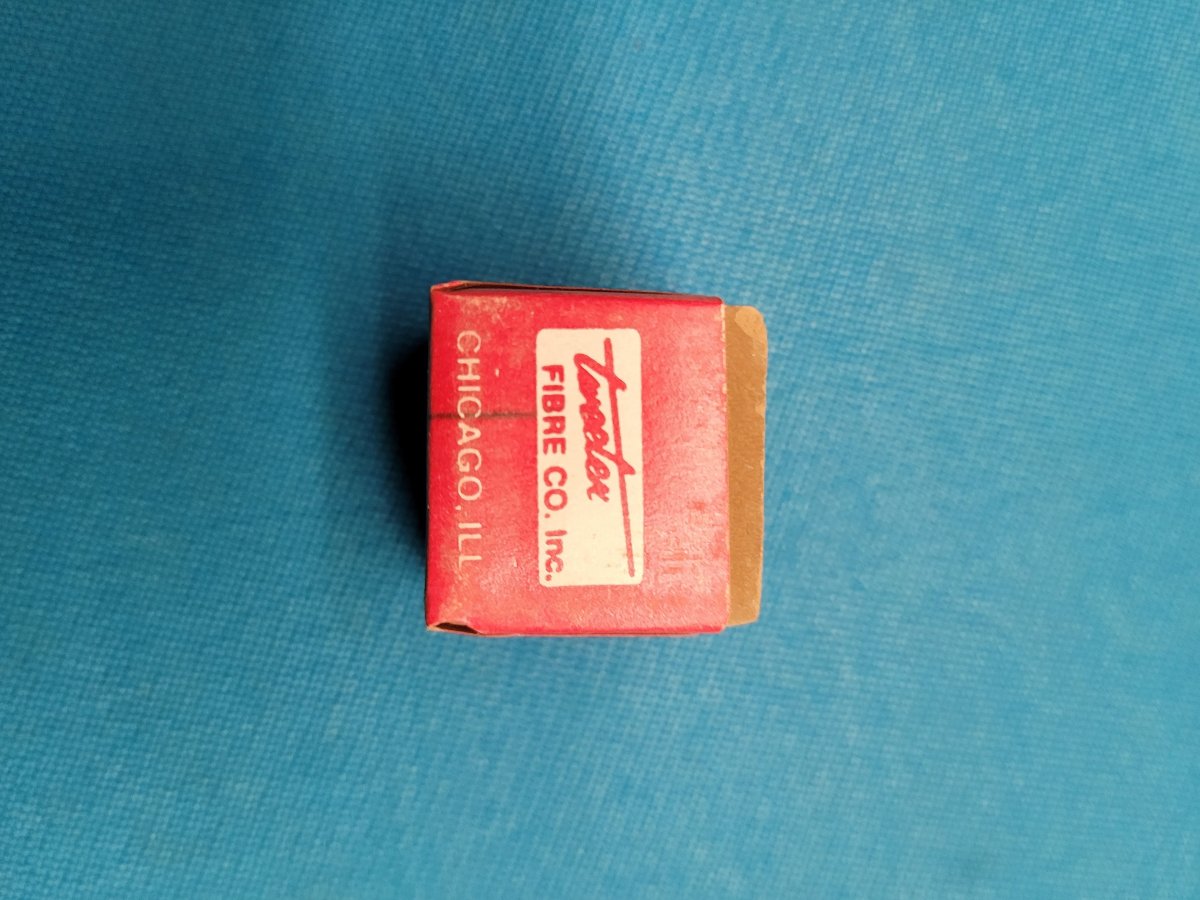 Tweeten
FIBRE CO. Inc.
CHICAGO, ILL.